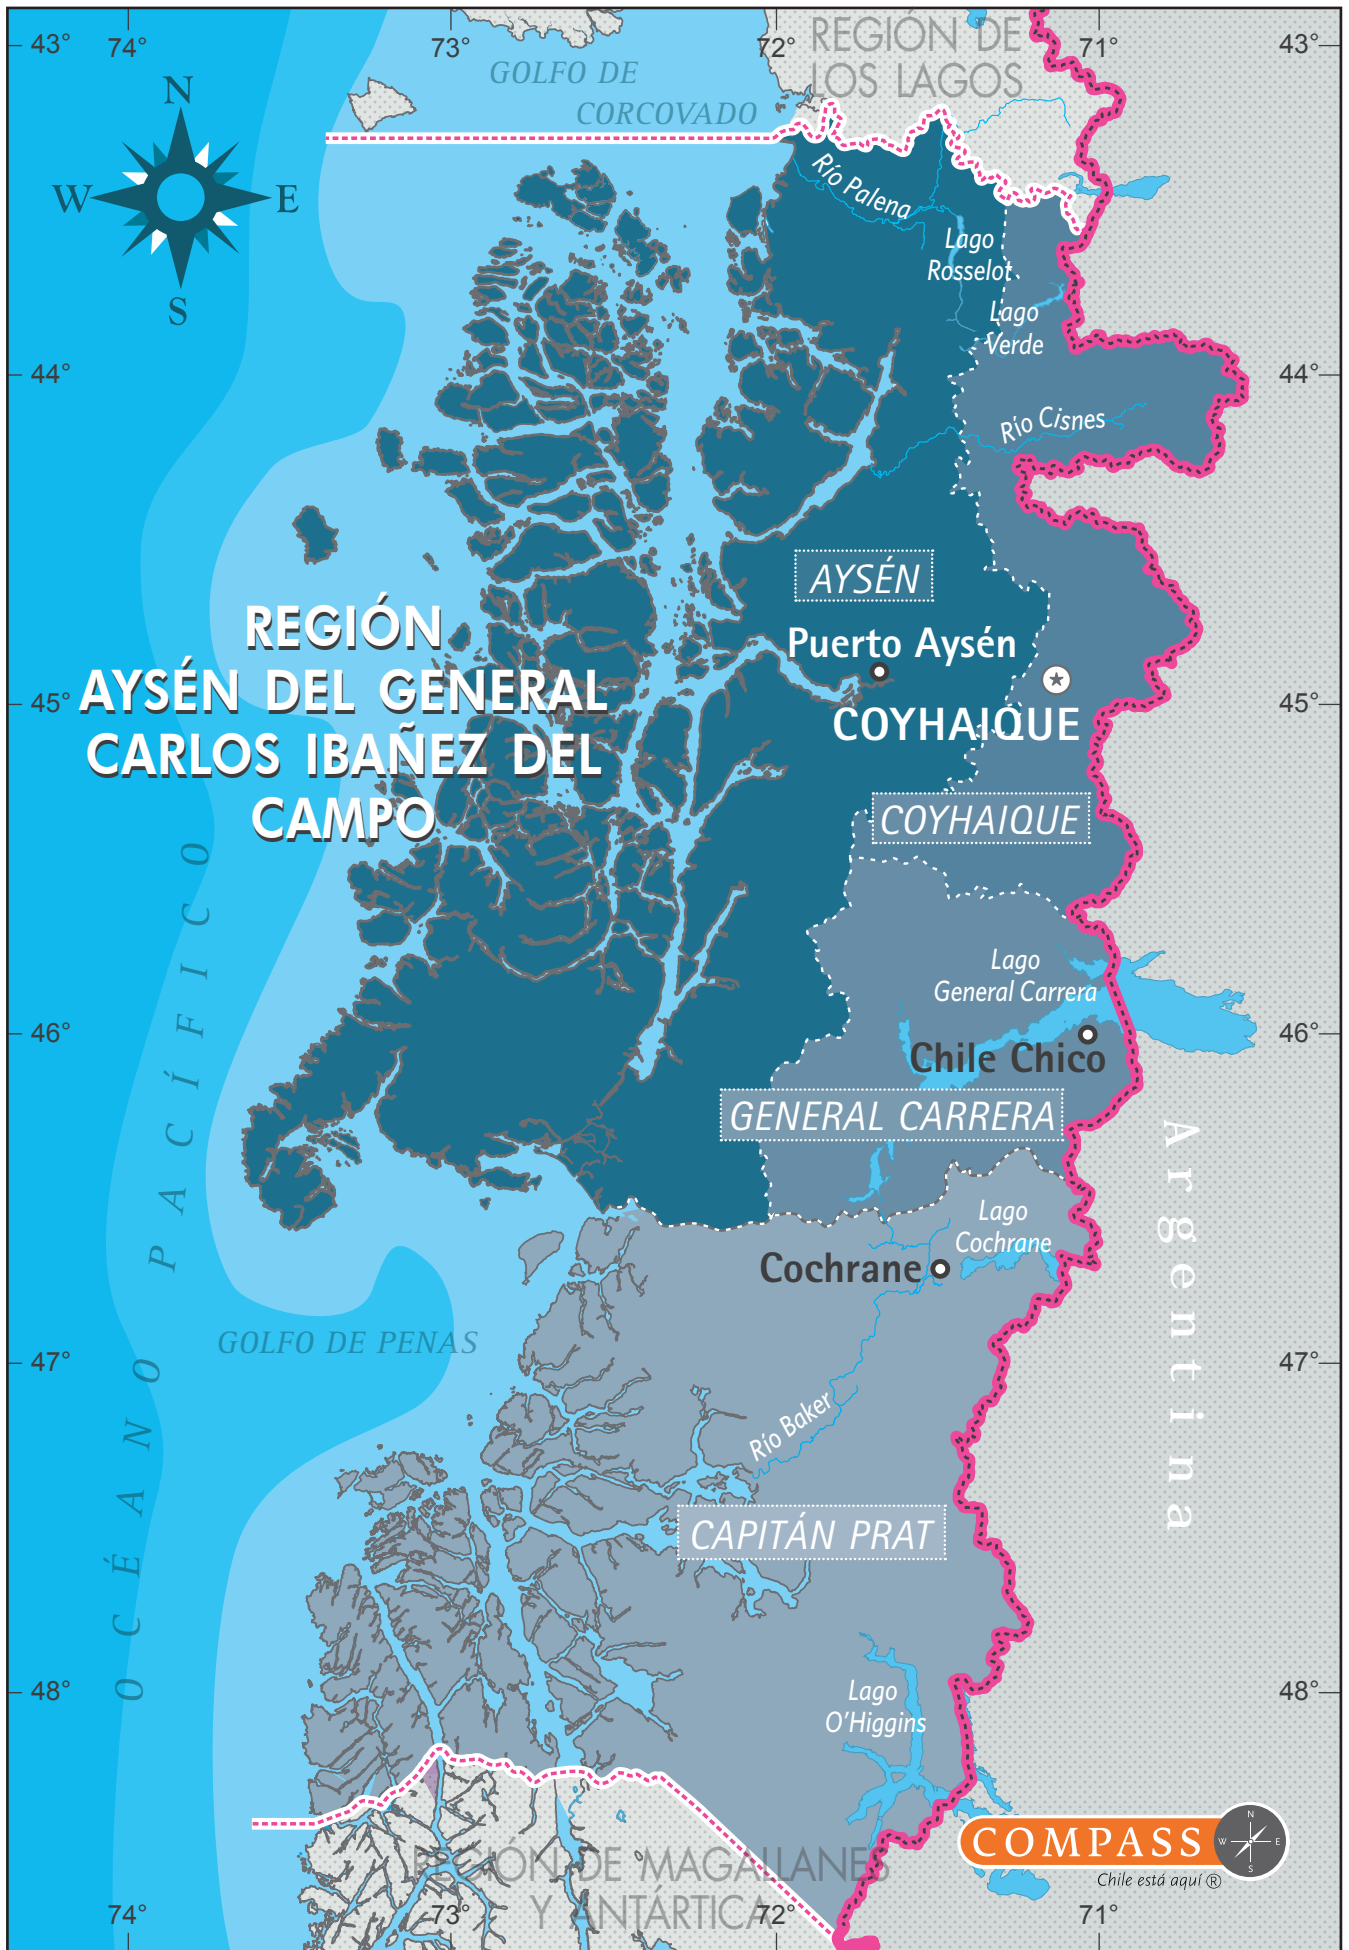 43°
74°
73°
72°
71°
43°
REGIÓN DE
LOS LAGOS
GOLFO DE
CORCOVADO
N
W
E
S
Río Palena
Lago
Rosselot
Lago
Verde
44°
44°
Río Cisnes
AYSÉN
Puerto Aysén
REGIÓN
AYSÉN DEL GENERAL
CARLOS IBAÑEZ DEL
CAMPO
45°
45°
COYHAIQUE
COYHAIQUE
Lago
General Carrera
46°
46°
Chile Chico
GENERAL CARRERA
Argentina
OCÉANO PACÍFICO
Lago
Cochrane
Cochrane
GOLFO DE PENAS
47°
47°
Río Baker
CAPITÁN PRAT
48°
48°
Lago
O'Higgins
COMPASS
N
W
E
S
Chile está aquí ®
REGIÓN DE MAGALLANES
Y ANTÁRTICA
74°
73°
72°
71°